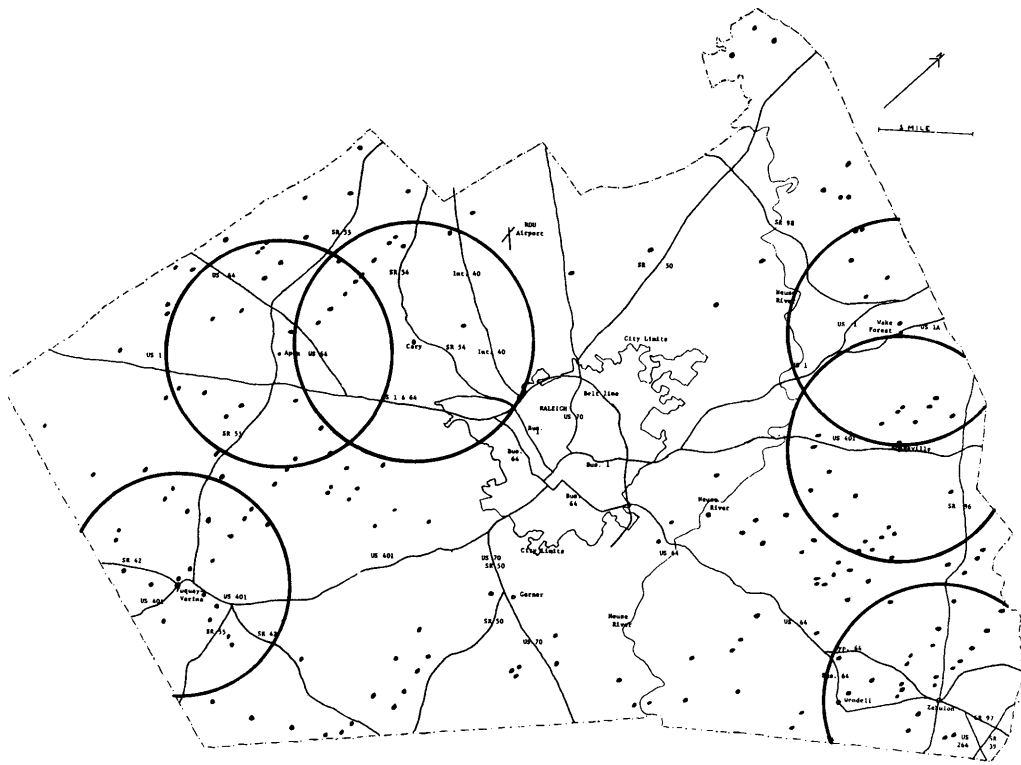 1 MILE
SR 98
SR 55
RDU
Airport
US 64
SR 54
Int. 40
SR 50
Neuse
River
US 1
Wake
Forest
US 1A
US 1
Apex
US 64
Cary
SR 54
Int. 40
City Limits
Belt line
RALEIGH
US 70
Bus.
1
US 401
SR 55
Bus.
64
Bus. 1
Bus.
64
SR 96
Neuse
River
City Limits
US 64
SR 42
US 401
US 70
SR 50
Garner
Varina
US 401
US 401
SR 55
SR 42
SR 50
US 70
Neuse
River
US 64
Bus. 64
Wendell
Zebulon
SR 97
US
264
SR
39